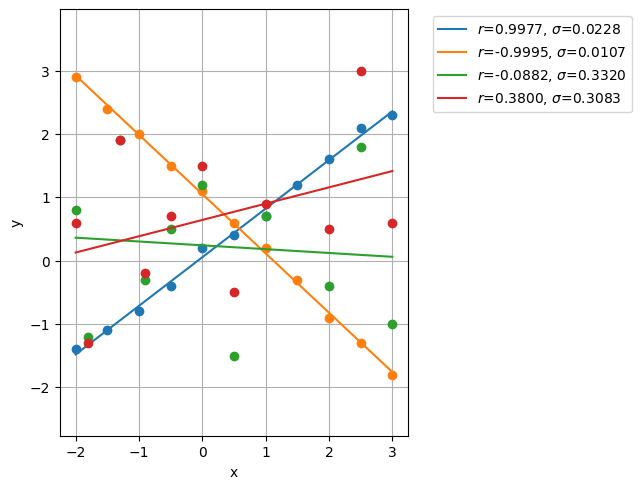 r=0.9977, σ=0.0228
r=-0.9995, σ=0.0107
r=-0.0882, σ=0.3320
r=0.3800, σ=0.3083
3
2
1
0
−1
−2
y
−2 −1 0 1 2 3
x